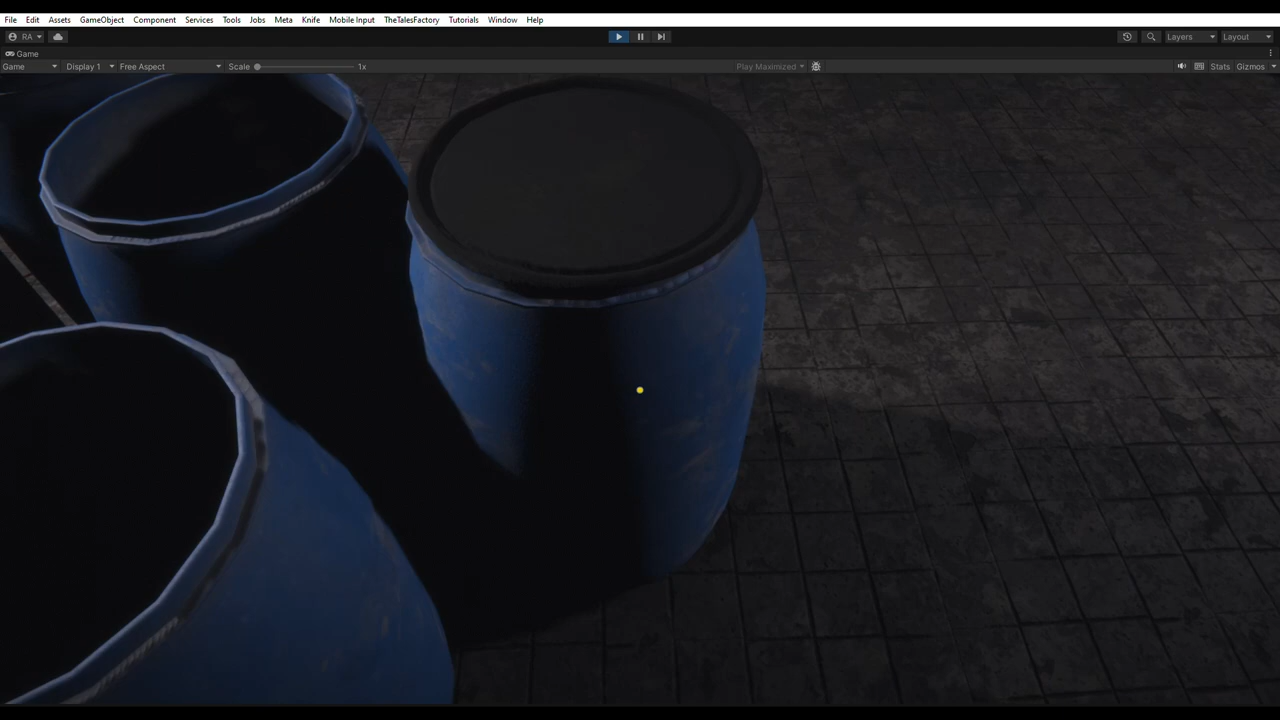 File Edit Assets GameObject Component Services Tools Jobs Meta Knife Mobile Input TheTalesFactory Tutorials Window Help
RA Layers Layout
Game
Game Display 1 Free Aspect Scale 1x Play Maximized Stats Gizmos